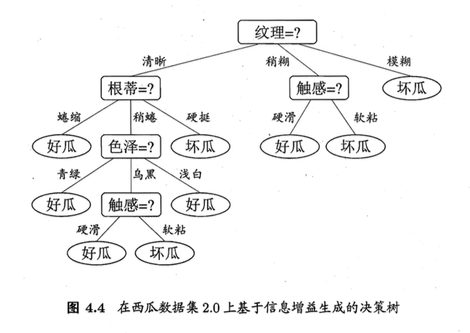 纹理=?
清晰 稍糊 模糊
根蒂=? 触感=? 坏瓜
蜷缩 稍蜷 硬挺 硬滑 软粘
好瓜 色泽=? 坏瓜 好瓜 坏瓜
青绿 乌黑 浅白
好瓜 触感=? 好瓜
硬滑 软粘
好瓜 坏瓜
图 4.4 在西瓜数据集 2.0 上基于信息增益生成的决策树